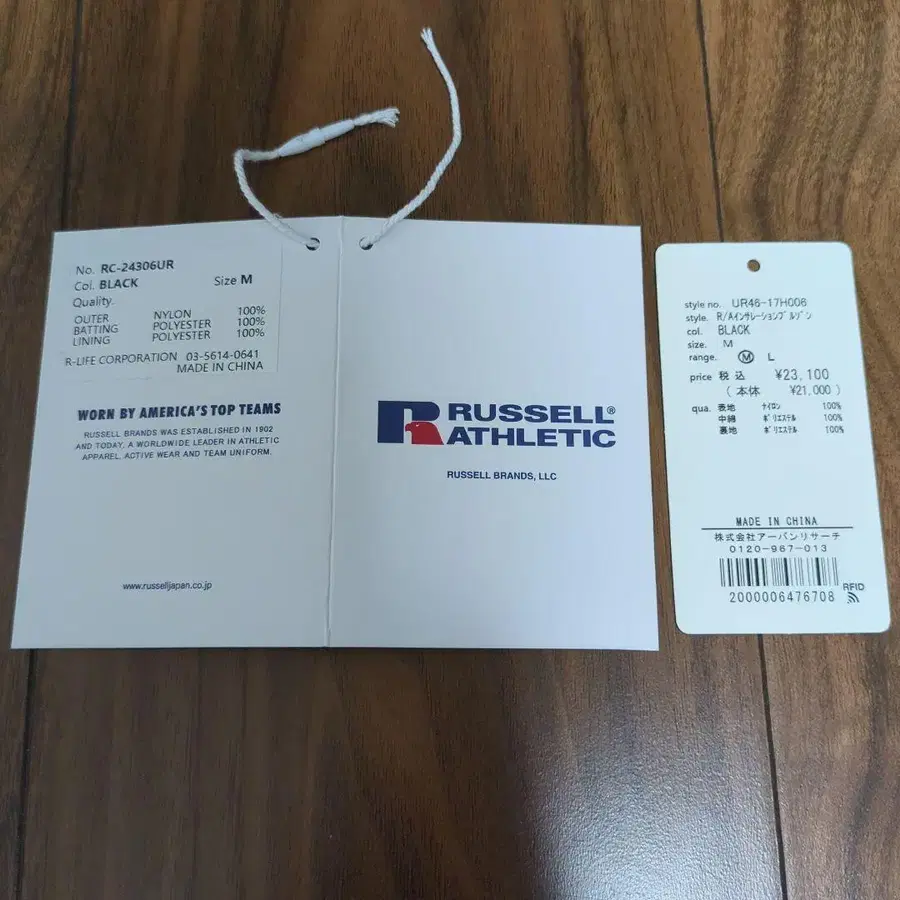 No. RC-24306UR
Col. BLACK Size M
Quality.
OUTER NYLON 100%
BATTING POLYESTER 100%
LINING POLYESTER 100%
R-LIFE CORPORATION 03-5614-0641
MADE IN CHINA
WORN BY AMERICA'S TOP TEAMS
RUSSELL BRANDS WAS ESTABLISHED IN 1902
AND TODAY, A WORLDWIDE LEADER IN ATHLETIC
APPAREL, ACTIVE WEAR AND TEAM UNIFORM.
www.russelljapan.co.jp
R RUSSELL®
ATHLETIC
RUSSELL BRANDS, LLC
style no. UR46-17H006
style. R/Aインサレーションブルゾン
col. BLACK
size. M
range. Ⓜ L
price 税込 ¥23,100
(本体 ¥21,000)
qua. 表地 ナイロン 100%
中綿 ポリエステル 100%
裏地 ポリエステル 100%
MADE IN CHINA
株式会社アーバンリサーチ
0120-967-013
RFID
2000006476708